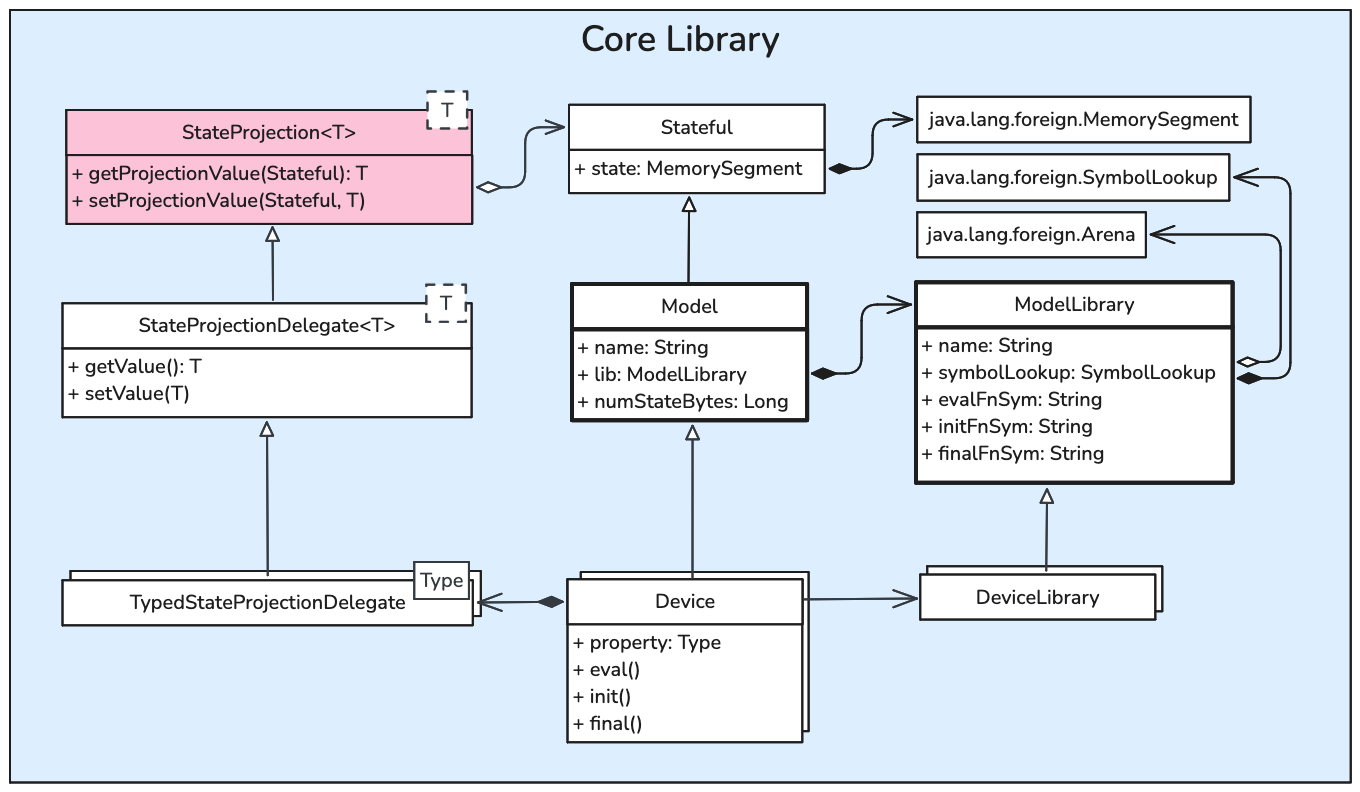 Core Library
T
StateProjection<T>
+ getProjectionValue(Stateful): T
+ setProjectionValue(Stateful, T)
Stateful
+ state: MemorySegment
java.lang.foreign.MemorySegment
java.lang.foreign.SymbolLookup
java.lang.foreign.Arena
T
StateProjectionDelegate<T>
+ getValue(): T
+ setValue(T)
Model
+ name: String
+ lib: ModelLibrary
+ numStateBytes: Long
ModelLibrary
+ name: String
+ symbolLookup: SymbolLookup
+ evalFnSym: String
+ initFnSym: String
+ finalFnSym: String
Type
TypedStateProjectionDelegate
Device
+ property: Type
+ eval()
+ init()
+ final()
DeviceLibrary